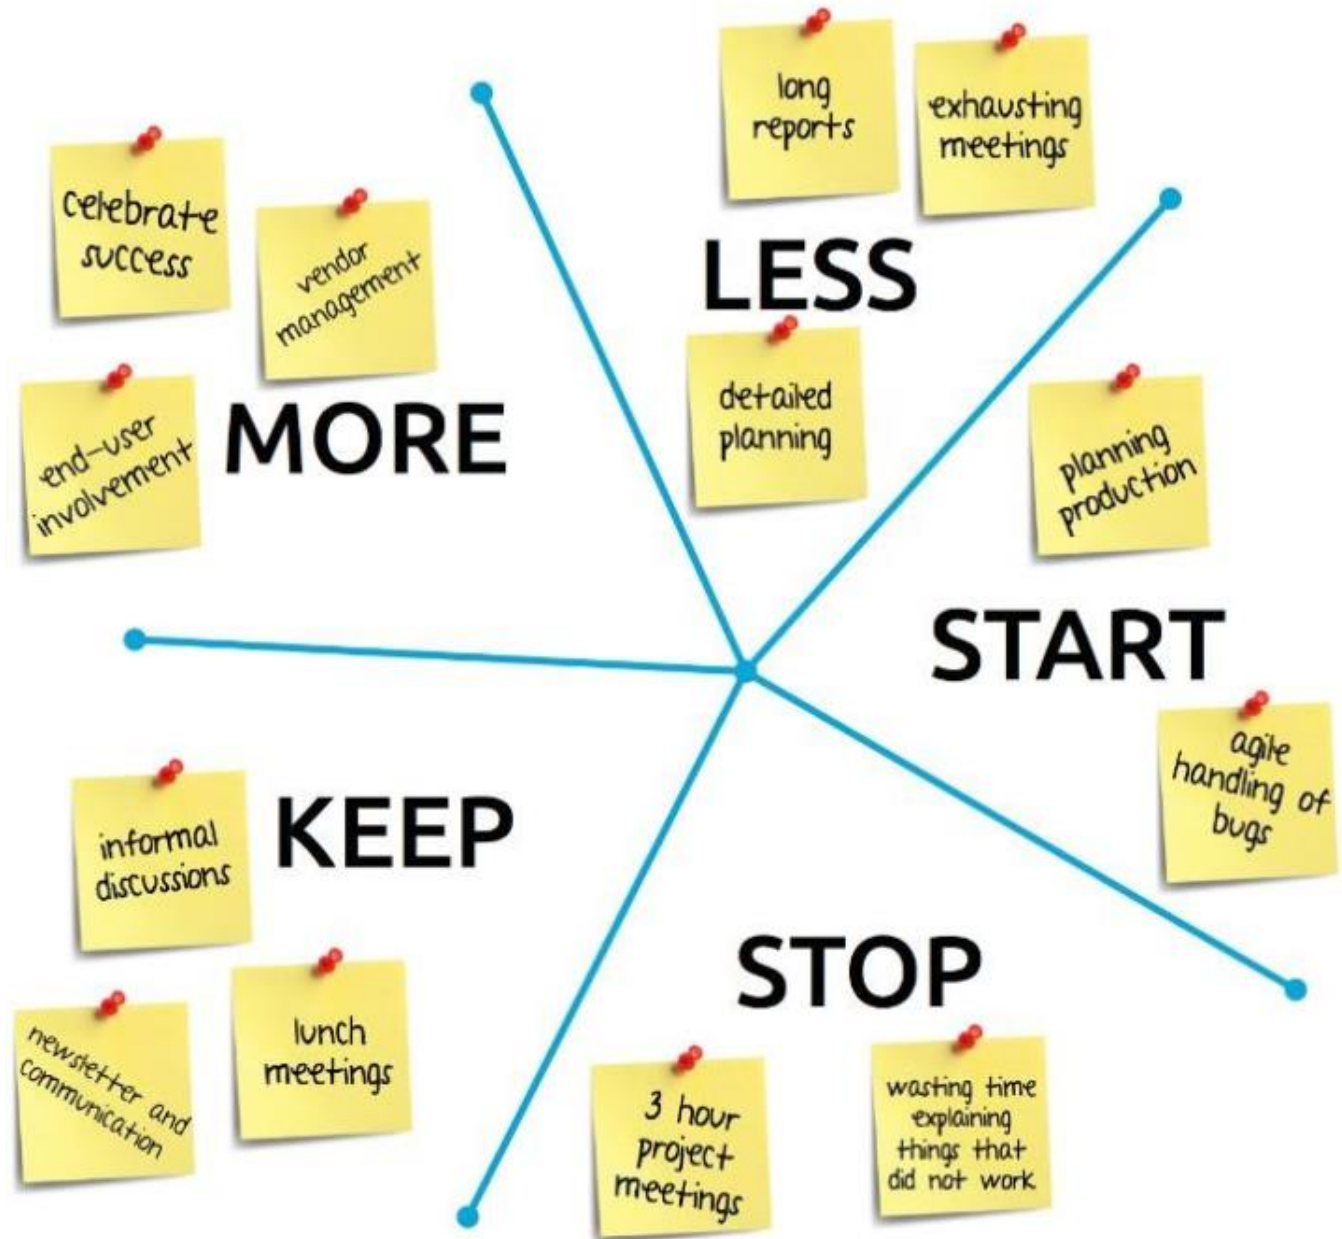 long
reports
exhausting
meetings
LESS
detailed
planning
celebrate
success
vendor
management
end-user
involvement
MORE
planning
production
START
agile
handling of
bugs
informal
discussions
KEEP
newsletter and
communication
lunch
meetings
STOP
3 hour
project
meetings
wasting time
explaining
things that
did not work